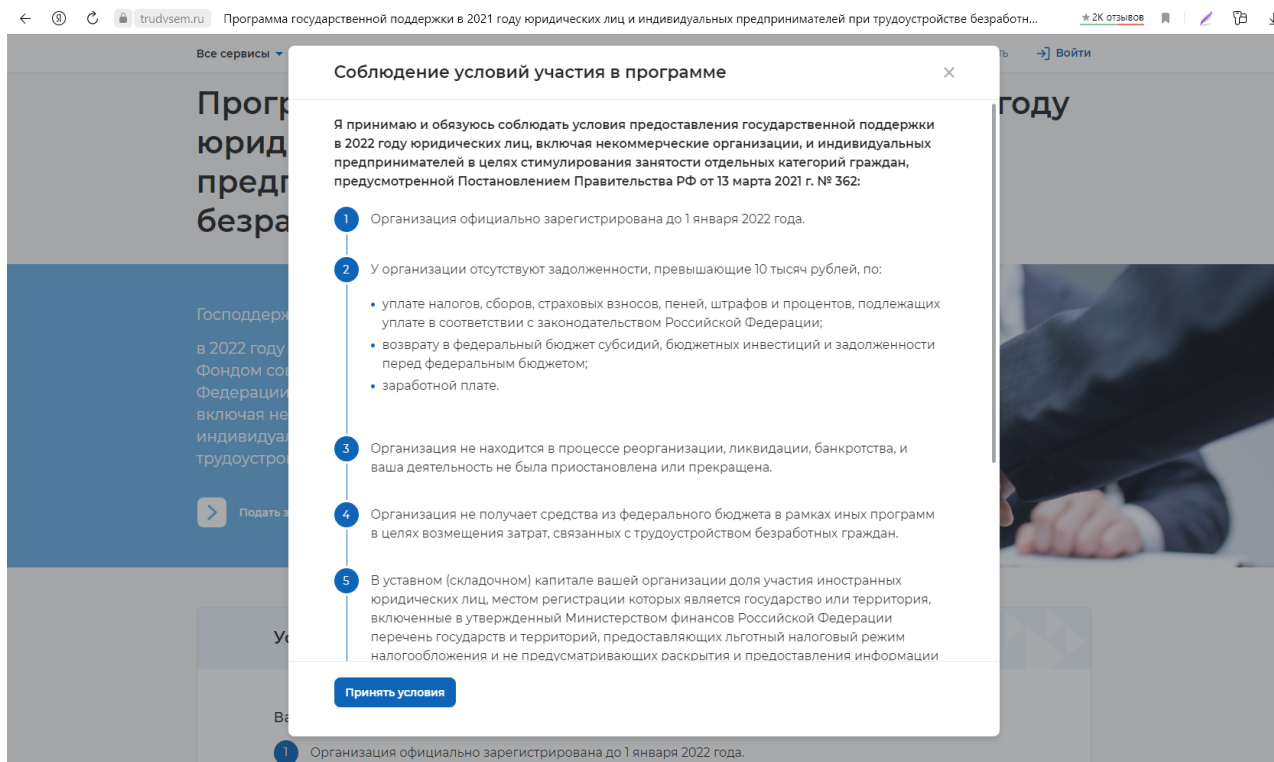 trudvsem.ru Программа государственной поддержки в 2021 году юридических лиц и индивидуальных предпринимателей при трудоустройстве безработн... ★ 2K отзывов
Все сервисы
ть
Войти
Прогр
году
юрид
предп
безра
Соблюдение условий участия в программе
Я принимаю и обязуюсь соблюдать условия предоставления государственной поддержки
в 2022 году юридических лиц, включая некоммерческие организации, и индивидуальных
предпринимателей в целях стимулирования занятости отдельных категорий граждан,
предусмотренной Постановлением Правительства РФ от 13 марта 2021 г. № 362:
1 Организация официально зарегистрирована до 1 января 2022 года.
2 У организации отсутствуют задолженности, превышающие 10 тысяч рублей, по:
• уплате налогов, сборов, страховых взносов, пеней, штрафов и процентов, подлежащих
уплате в соответствии с законодательством Российской Федерации;
• возврату в федеральный бюджет субсидий, бюджетных инвестиций и задолженности
перед федеральным бюджетом;
• заработной плате.
3 Организация не находится в процессе реорганизации, ликвидации, банкротства, и
ваша деятельность не была приостановлена или прекращена.
4 Организация не получает средства из федерального бюджета в рамках иных программ
в целях возмещения затрат, связанных с трудоустройством безработных граждан.
5 В уставном (складочном) капитале вашей организации доля участия иностранных
юридических лиц, местом регистрации которых является государство или территория,
включенные в утвержденный Министерством финансов Российской Федерации
перечень государств и территорий, предоставляющих льготный налоговый режим
налогообложения и не предусматривающих раскрытия и предоставления информации
Принять условия
Господдерж
в 2022 году
Фондом соц
Федерации
включая не
индивидуал
трудоустрой
Подать з
Ус
Ва
1 Организация официально зарегистрирована до 1 января 2022 года.